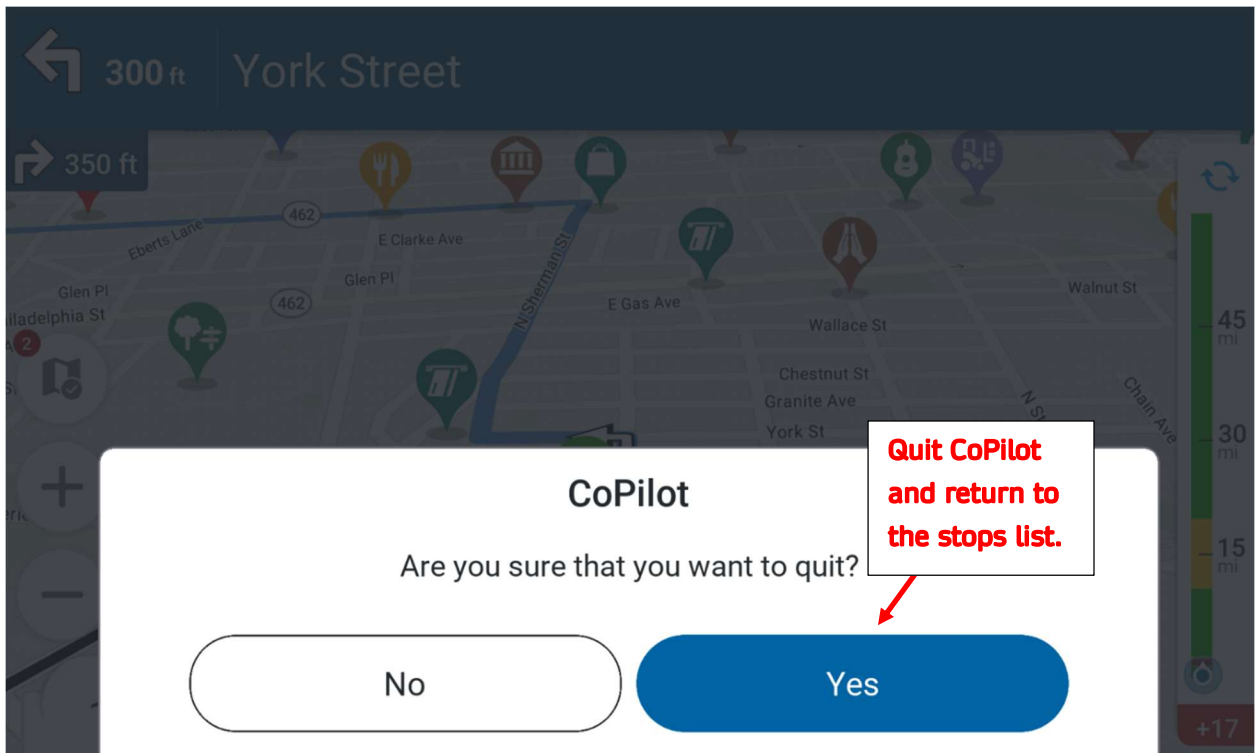 300 ft York Street
350 ft
462
Eberts Lane
E Clarke Ave
N Sherman St
Glen Pl
Glen Pl
462
E Gas Ave
Walnut St
iladelphia St
Wallace St
45
mi
2
Chestnut St
Chain Ave
Granite Ave
N S
York St
30
mi
Quit CoPilot
and return to
the stops list.
CoPilot
Are you sure that you want to quit?
15
mi
No
Yes
+17